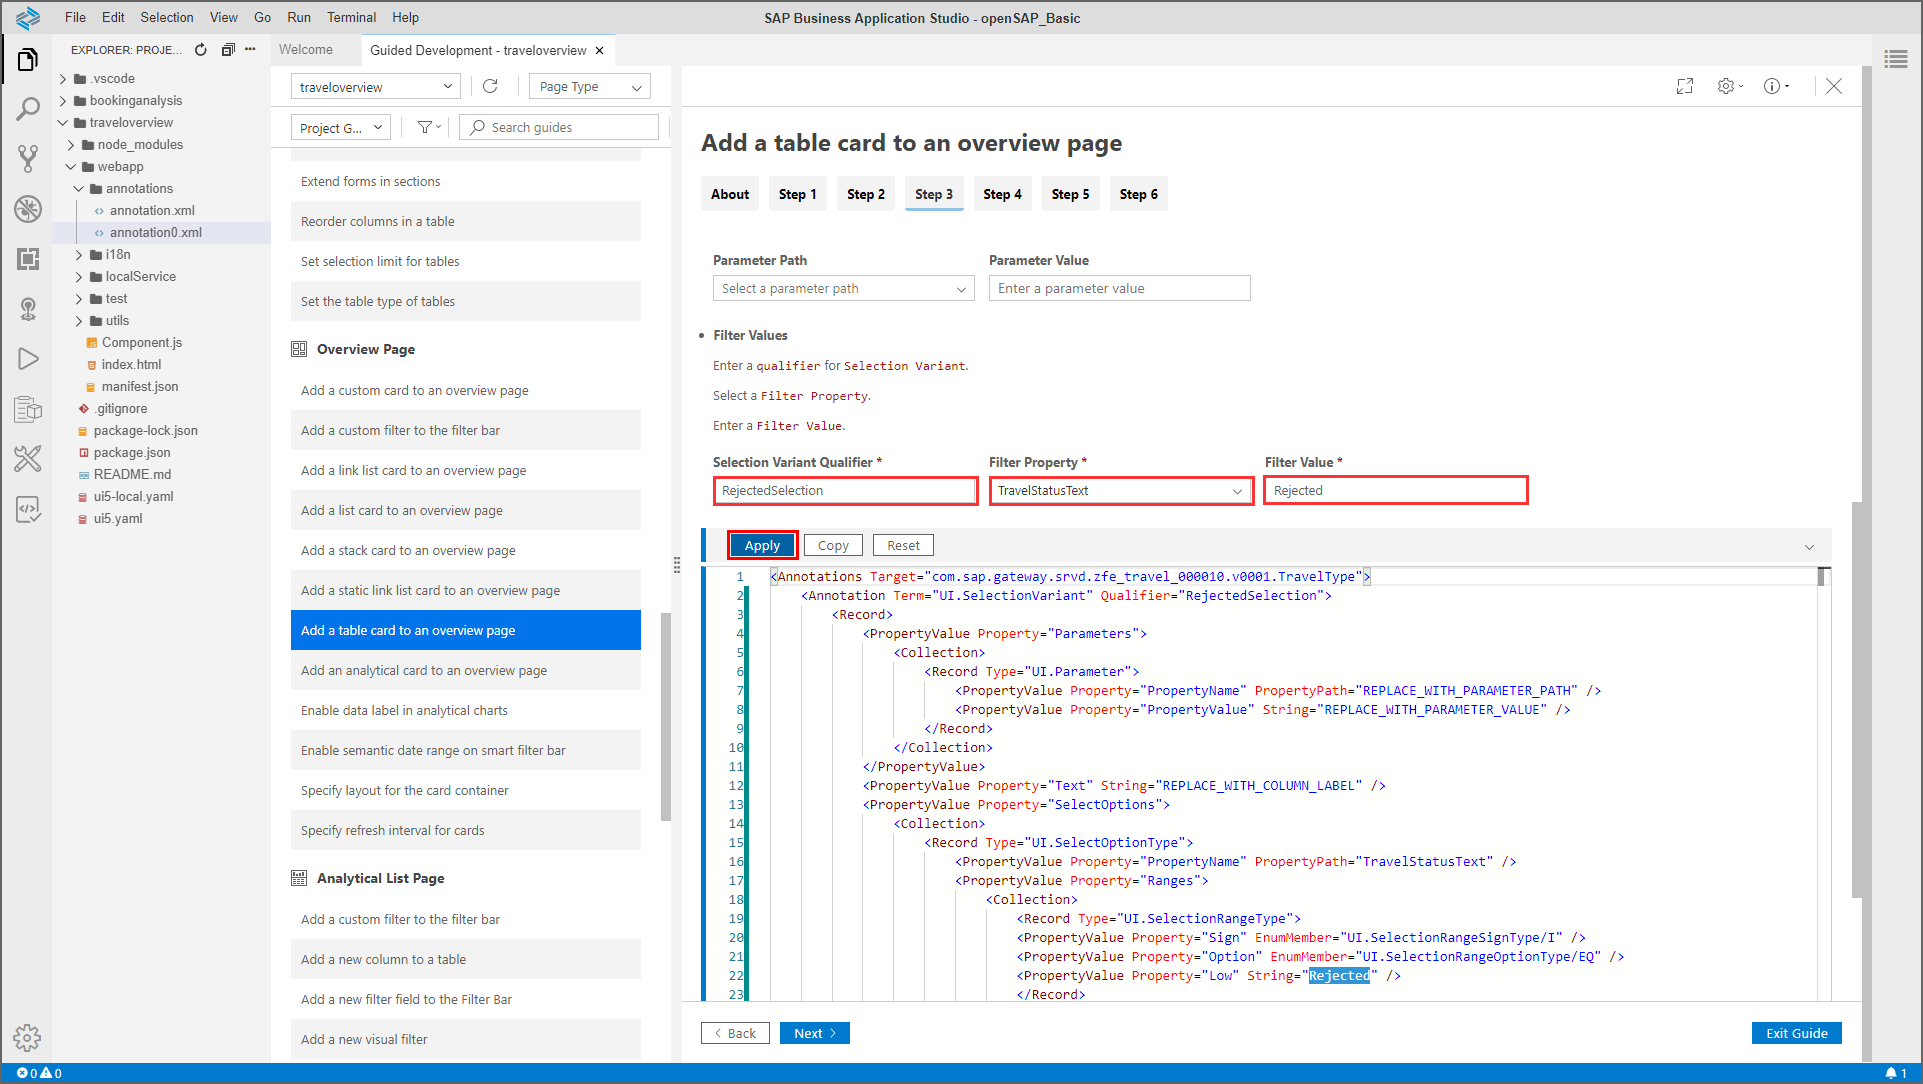 File Edit Selection View Go Run Terminal Help
SAP Business Application Studio - openSAP_Basic
EXPLORER: PROJE...
.vscode
bookinganalysis
traveloverview
node_modules
webapp
annotations
annotation.xml
annotation0.xml
i18n
localService
test
utils
Component.js
index.html
manifest.json
.gitignore
package-lock.json
package.json
README.md
ui5-local.yaml
ui5.yaml
Welcome
Guided Development - traveloverview
traveloverview
Page Type
Project G...
Search guides
Extend forms in sections
Reorder columns in a table
Set selection limit for tables
Set the table type of tables
Overview Page
Add a custom card to an overview page
Add a custom filter to the filter bar
Add a link list card to an overview page
Add a list card to an overview page
Add a stack card to an overview page
Add a static link list card to an overview page
Add a table card to an overview page
Add an analytical card to an overview page
Enable data label in analytical charts
Enable semantic date range on smart filter bar
Specify layout for the card container
Specify refresh interval for cards
Analytical List Page
Add a custom filter to the filter bar
Add a new column to a table
Add a new filter field to the Filter Bar
Add a new visual filter
Add a table card to an overview page
About Step 1 Step 2 Step 3 Step 4 Step 5 Step 6
Parameter Path Parameter Value
Select a parameter path Enter a parameter value
• Filter Values
Enter a qualifier for Selection Variant.
Select a Filter Property.
Enter a Filter Value.
Selection Variant Qualifier * Filter Property * Filter Value *
RejectedSelection TravelStatusText Rejected
Apply Copy Reset
1 <Annotations Target="com.sap.gateway.srvd.zfe_travel_000010.v0001.TravelType">
2 <Annotation Term="UI.SelectionVariant" Qualifier="RejectedSelection">
3 <Record>
4 <PropertyValue Property="Parameters">
5 <Collection>
6 <Record Type="UI.Parameter">
7 <PropertyValue Property="PropertyName" PropertyPath="REPLACE_WITH_PARAMETER_PATH" />
8 <PropertyValue Property="PropertyValue" String="REPLACE_WITH_PARAMETER_VALUE" />
9 </Record>
10 </Collection>
11 </PropertyValue>
12 <PropertyValue Property="Text" String="REPLACE_WITH_COLUMN_LABEL" />
13 <PropertyValue Property="SelectOptions">
14 <Collection>
15 <Record Type="UI.SelectOptionType">
16 <PropertyValue Property="PropertyName" PropertyPath="TravelStatusText" />
17 <PropertyValue Property="Ranges">
18 <Collection>
19 <Record Type="UI.SelectionRangeType">
20 <PropertyValue Property="Sign" EnumMember="UI.SelectionRangeSignType/I" />
21 <PropertyValue Property="Option" EnumMember="UI.SelectionRangeOptionType/EQ" />
22 <PropertyValue Property="Low" String="Rejected" />
23 </Record>
Back Next Exit Guide
0 0 1